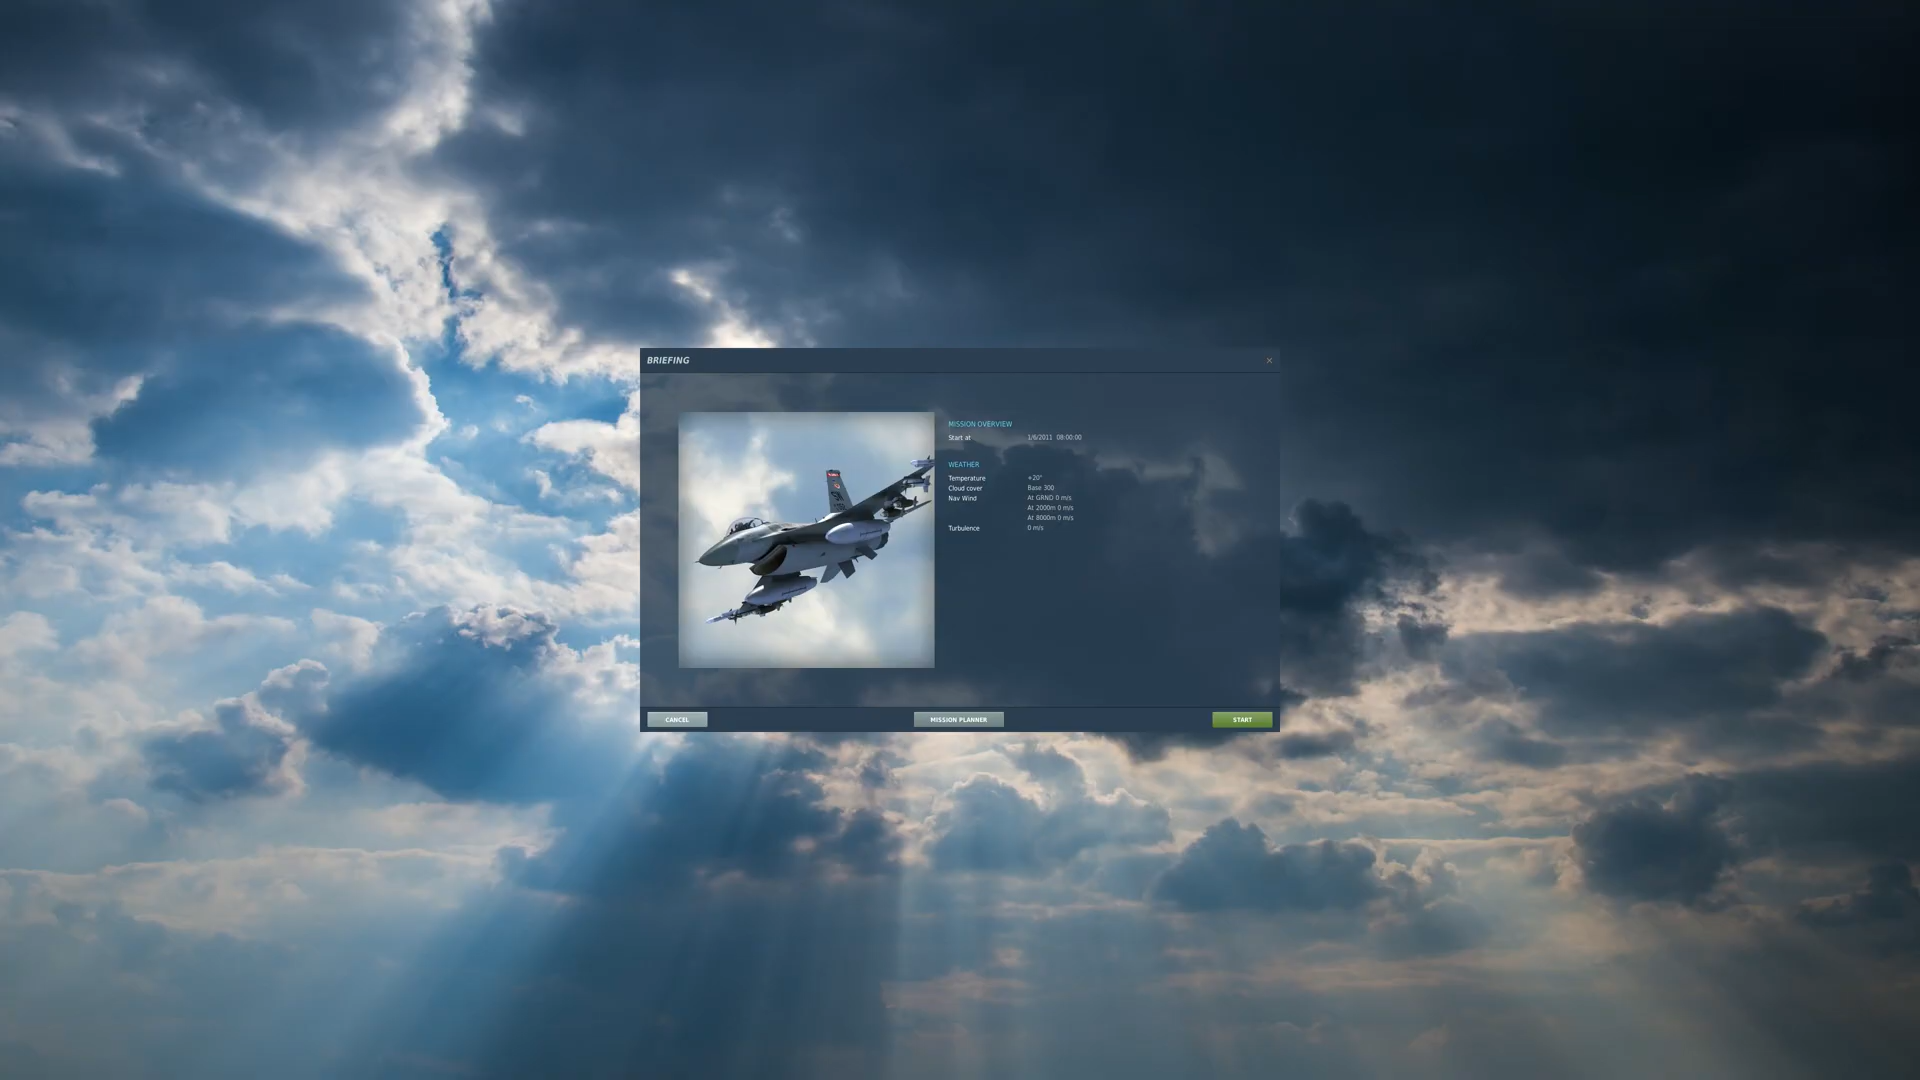 BRIEFING
MISSION OVERVIEW
Start at 1/6/2011 08:00:00
WEATHER
Temperature +20°
Cloud cover Base 300
Nav Wind At GRND 0 m/s
At 2000m 0 m/s
At 8000m 0 m/s
Turbulence 0 m/s
CANCEL MISSION PLANNER START